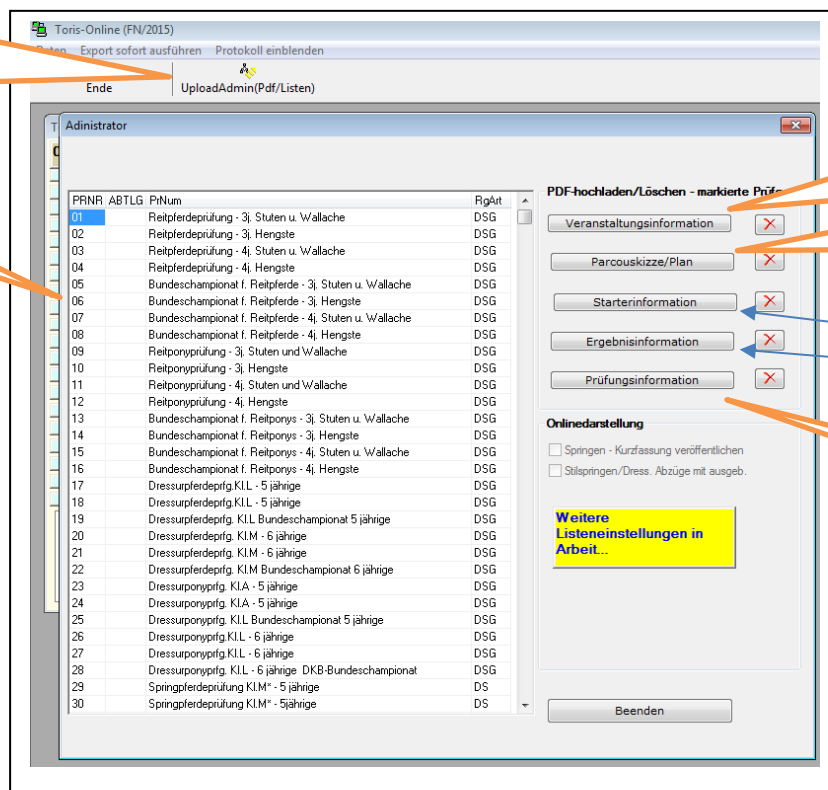 Toris-Online (FN/2015)
Export sofort ausführen Protokoll einblenden
Ende UploadAdmin(Pdf/Listen)
Adinistrator
PRNR ABTLG PrNum RgArt
01 Reitpferdeprüfung - 3j. Stuten u. Wallache DSG
02 Reitpferdeprüfung - 3j. Hengste DSG
03 Reitpferdeprüfung - 4j. Stuten u. Wallache DSG
04 Reitpferdeprüfung - 4j. Hengste DSG
05 Bundeschampionat f. Reitpferde - 3j. Stuten u. Wallache DSG
06 Bundeschampionat f. Reitpferde - 3j. Hengste DSG
07 Bundeschampionat f. Reitpferde - 4j. Stuten u. Wallache DSG
08 Bundeschampionat f. Reitpferde - 4j. Hengste DSG
09 Reitponyprüfung - 3j. Stuten und Wallache DSG
10 Reitponyprüfung - 3j. Hengste DSG
11 Reitponyprüfung - 4j. Stuten und Wallache DSG
12 Reitponyprüfung - 4j. Hengste DSG
13 Bundeschampionat f. Reitponys - 3j. Stuten u. Wallache DSG
14 Bundeschampionat f. Reitponys - 3j. Hengste DSG
15 Bundeschampionat f. Reitponys - 4j. Stuten u. Wallache DSG
16 Bundeschampionat f. Reitponys - 4j. Hengste DSG
17 Dressurpferdeprfg.Kl.L - 5 jährige DSG
18 Dressurpferdeprfg.Kl.L - 5 jährige DSG
19 Dressurpferdeprfg. Kl.L Bundeschampionat 5 jährige DSG
20 Dressurpferdeprfg. Kl.M - 6 jährige DSG
21 Dressurpferdeprfg. Kl.M - 6 jährige DSG
22 Dressurpferdeprfg. Kl.M Bundeschampionat 6 jährige DSG
23 Dressurponyprfg. Kl.A - 5 jährige DSG
24 Dressurponyprfg. Kl.A - 5 jährige DSG
25 Dressurponyprfg. Kl.L Bundeschampionat 5 jährige DSG
26 Dressurponyprfg.Kl.L - 6 jährige DSG
27 Dressurponyprfg.Kl.L - 6 jährige DSG
28 Dressurponyprfg. Kl.L - 6 jährige DKB-Bundeschampionat DSG
29 Springpferdeprüfung Kl.M* - 5 jährige DS
30 Springpferdeprüfung Kl.M* - 5jährige DS
PDF-hochladen/Löschen - markierte
Veranstaltungsinformation
Parcouskizze/Plan
Starterinformation
Ergebnisinformation
Prüfungsinformation
Onlinedarstellung
Springen - Kurzfassung veröffentlichen
Stilspringen/Dress. Abzüge mit ausgeb.
Weitere
Listeneinstellungen in
Arbeit...
Beenden